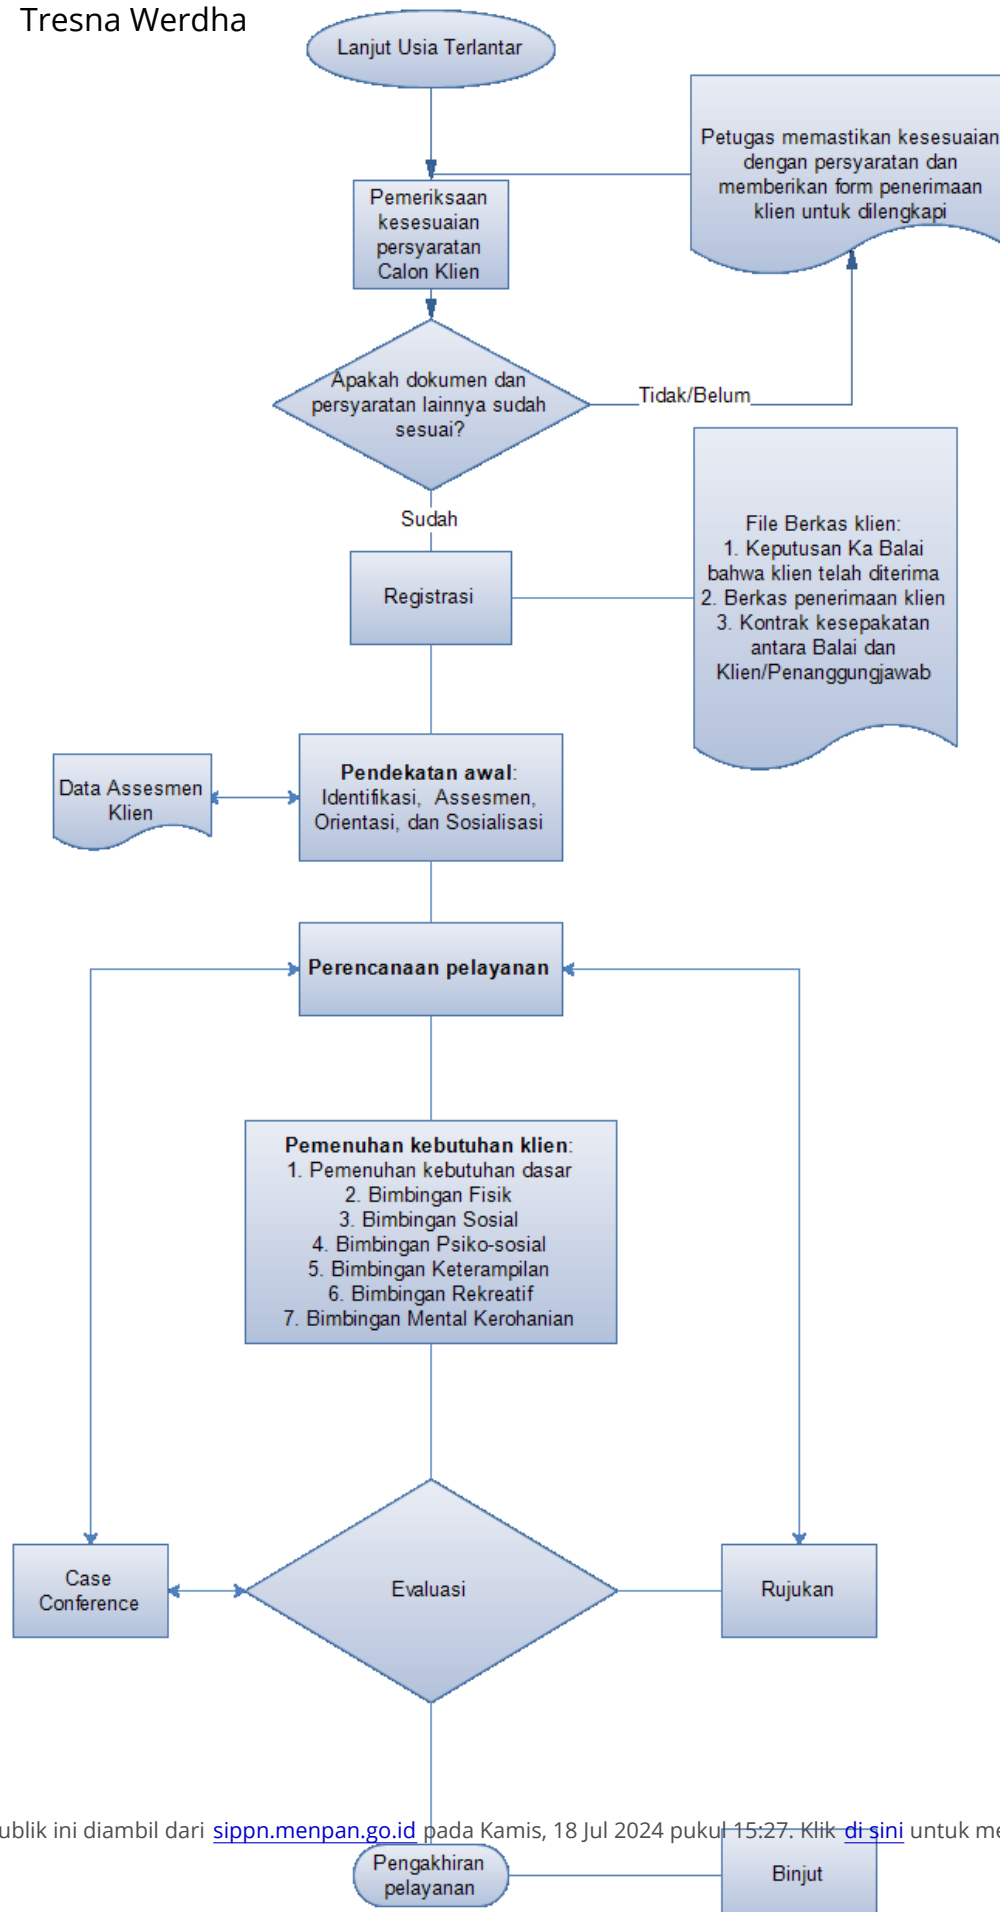 Tresna Werdha
Lanjut Usia Terlantar
Petugas memastikan kesesuaian
dengan persyaratan dan
memberikan form penerimaan
klien untuk dilengkapi
Pemeriksaan
kesesuaian
persyaratan
Calon Klien
Apakah dokumen dan
persyaratan lainnya sudah
sesuai?
Tidak/Belum
Sudah
Registrasi
File Berkas klien:
1. Keputusan Ka Balai
bahwa klien telah diterima
2. Berkas penerimaan klien
3. Kontrak kesepakatan
antara Balai dan
Klien/Penanggungjawab
Data Assesmen
Klien
Pendekatan awal:
Identifikasi, Assesmen,
Orientasi, dan Sosialisasi
Perencanaan pelayanan
Pemenuhan kebutuhan klien:
1. Pemenuhan kebutuhan dasar
2. Bimbingan Fisik
3. Bimbingan Sosial
4. Bimbingan Psiko-sosial
5. Bimbingan Keterampilan
6. Bimbingan Rekreatif
7. Bimbingan Mental Kerohanian
Case
Conference
Evaluasi
Rujukan
ublik ini diambil dari sippn.menpan.go.id pada Kamis, 18 Jul 2024 pukul 15:27. Klik di sini untuk me
Pengakhiran
pelayanan
Binjut